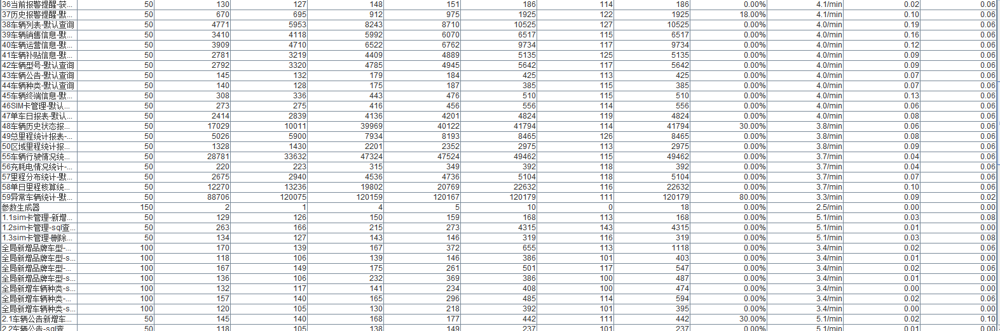 36当前报警提醒-获... 50 130 127 148 151 186 114 186 0.00% 4.1/min 0.02 0.06
37历史报警提醒-默... 50 670 695 912 975 1925 122 1925 18.00% 4.1/min 0.10 0.06
38车辆列表-默认查询 50 4771 5953 8243 8710 10525 127 10525 0.00% 4.0/min 0.19 0.06
39车辆销售信息-默... 50 3410 4118 5992 6070 6517 115 6517 0.00% 4.0/min 0.16 0.06
40车辆运营信息-默... 50 3909 4710 6522 6762 9734 117 9734 0.00% 4.0/min 0.12 0.06
41车辆补贴信息-默... 50 2781 3219 4409 4889 5135 125 5135 0.00% 4.0/min 0.09 0.06
42车辆型号-默认查询 50 2792 3320 4785 4945 5642 117 5642 0.00% 4.0/min 0.09 0.06
43车辆公告-默认查询 50 145 132 179 184 425 113 425 0.00% 4.0/min 0.07 0.06
44车辆种类-默认查询 50 140 128 175 187 385 115 385 0.00% 4.0/min 0.07 0.06
45车辆终端信息-默... 50 308 336 443 476 510 115 510 0.00% 4.0/min 0.13 0.06
46SIM卡管理-默认... 50 273 275 416 456 556 114 556 0.00% 4.0/min 0.06 0.06
47单车日报表-默认... 50 2414 2839 4136 4201 4824 119 4824 0.00% 4.0/min 0.08 0.06
48车辆历史状态报... 50 17029 10011 39969 40122 41794 114 41794 30.00% 3.8/min 0.06 0.06
49总里程统计报表-... 50 5026 5900 7934 8193 8465 126 8465 0.00% 3.8/min 0.08 0.06
50区域里程统计报... 50 1328 1430 2201 2352 2975 113 2975 0.00% 3.8/min 0.09 0.06
55车辆行驶情况统... 50 28781 33632 47324 47524 49462 115 49462 0.00% 3.7/min 0.04 0.06
56充耗电情况统计-... 50 220 223 315 349 392 118 392 0.00% 3.7/min 0.04 0.06
57里程分布统计-默... 50 2675 2940 4536 4736 5104 118 5104 0.00% 3.7/min 0.07 0.06
58单日里程核算统... 50 12270 13236 19802 20769 22632 116 22632 0.00% 3.7/min 0.10 0.06
59异常车辆统计-默... 50 88706 120075 120159 120167 120179 111 120179 80.00% 3.3/min 0.09 0.02
参数生成器 150 2 1 4 5 10 0 18 0.00% 2.5/min 0.00 0.00
1.1sim卡管理-新增... 50 129 126 150 159 168 113 168 0.00% 5.1/min 0.03 0.08
1.2sim卡管理-sql查... 50 263 166 215 273 4315 143 4315 0.00% 5.1/min 0.01 0.00
1.3sim卡管理-删除... 50 134 127 143 146 319 116 319 0.00% 5.1/min 0.03 0.08
全局新增品牌车型-... 100 170 139 167 372 655 113 1118 0.00% 3.4/min 0.02 0.06
全局新增品牌车型-s... 100 118 106 139 146 386 101 403 0.00% 3.4/min 0.01 0.00
全局新增品牌车型-... 100 167 149 175 261 501 117 547 0.00% 3.4/min 0.02 0.06
全局新增品牌车型-s... 100 136 106 232 369 386 100 487 0.00% 3.4/min 0.01 0.00
全局新增车辆种类-s... 100 132 117 141 234 408 100 474 0.00% 3.4/min 0.00 0.00
全局新增车辆种类-... 100 157 140 165 296 485 114 594 0.00% 3.4/min 0.02 0.06
全局新增车辆种类-s... 100 120 105 130 218 392 101 395 0.00% 3.4/min 0.00 0.00
2.1车辆公告新增车... 50 145 140 168 177 442 111 442 30.00% 5.1/min 0.02 0.10
2.2车辆公告-sql查 50 118 105 138 149 237 101 237 0.00% 5.1/min 0.01 0.00